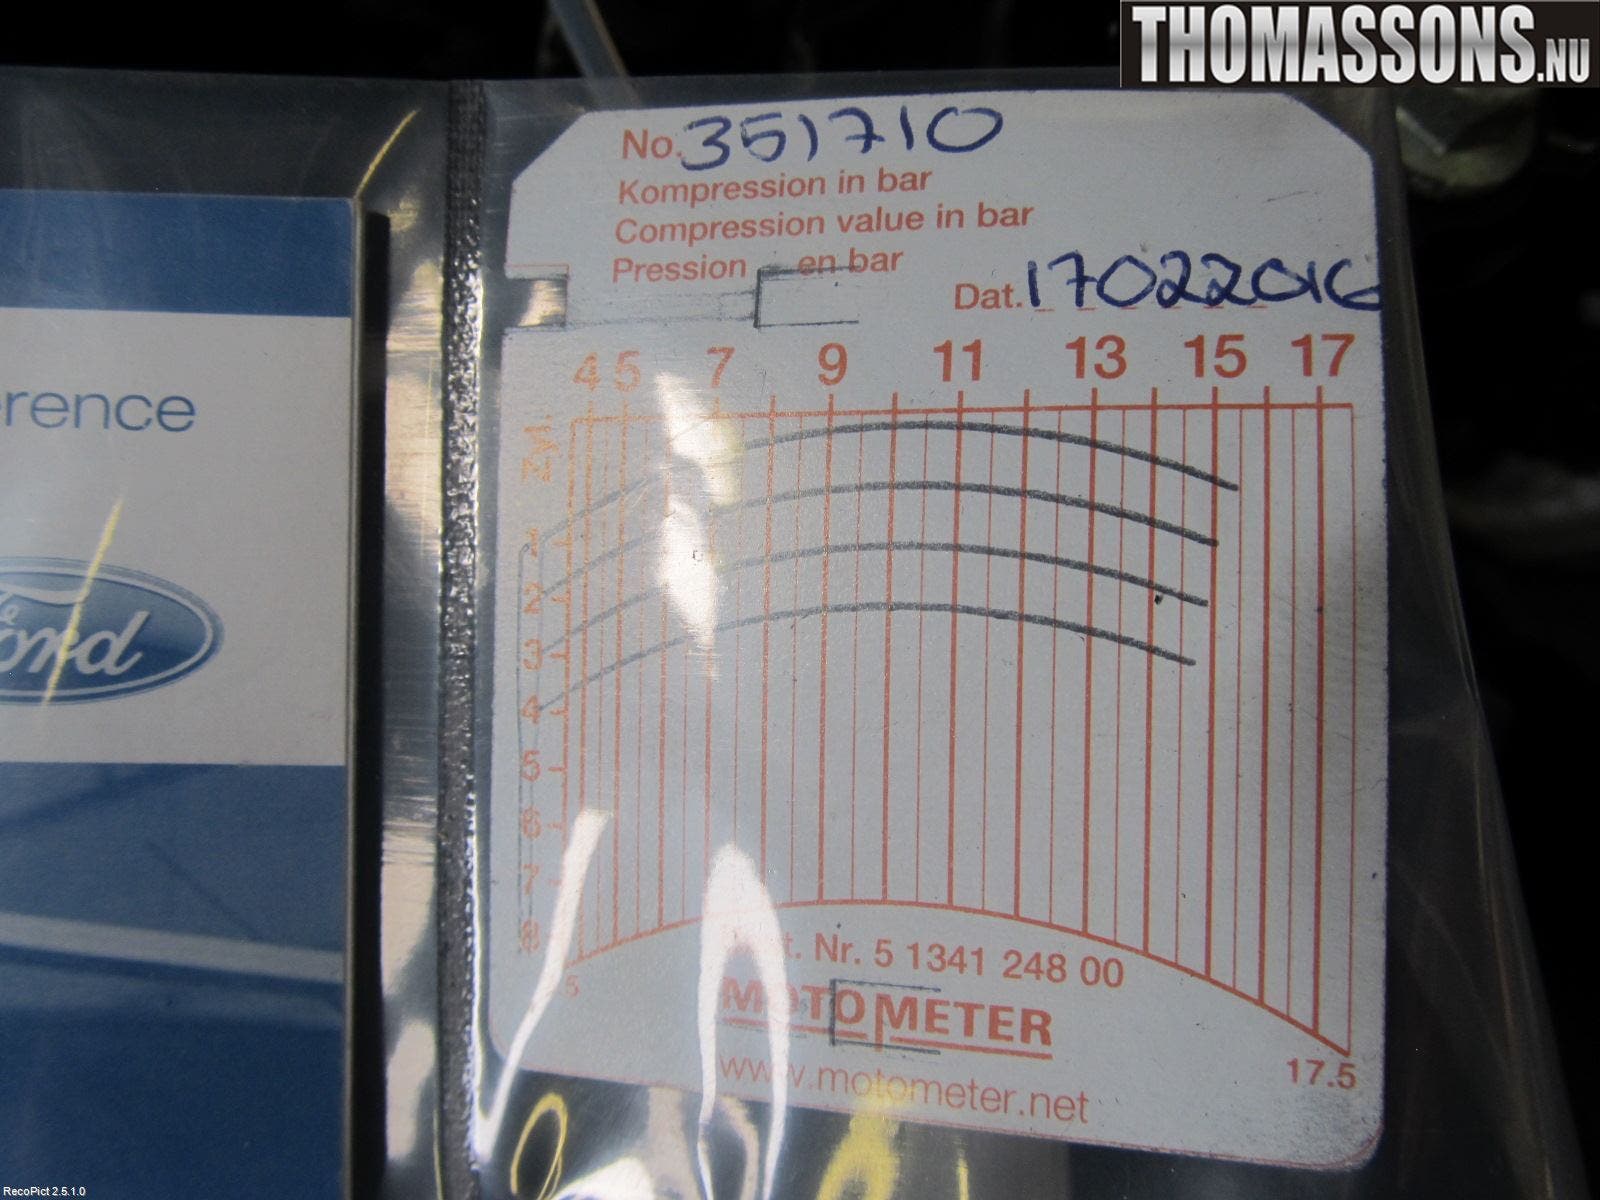 THOMASSONS.NU
No. 351710
Kompression in bar
Compression value in bar
Pression en bar
Dat. 17022016
4 5 7 9 11 13 15 17
Zyl.
1
2
3
4
5
6
7
8
erence
Ford
t. Nr. 5 1341 248 00
MOTOMETER
17.5
www.motometer.net
RecoPict 2.5.1.0